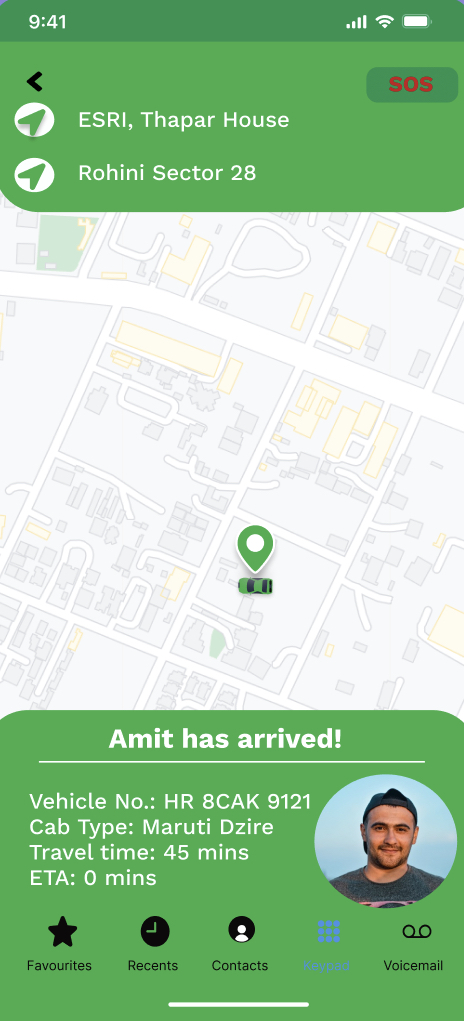 9:41
SOS
ESRI, Thapar House
Rohini Sector 28
Amit has arrived!
Vehicle No.: HR 8CAK 9121
Cab Type: Maruti Dzire
Travel time: 45 mins
ETA: 0 mins
Favourites Recents Contacts Keypad Voicemail